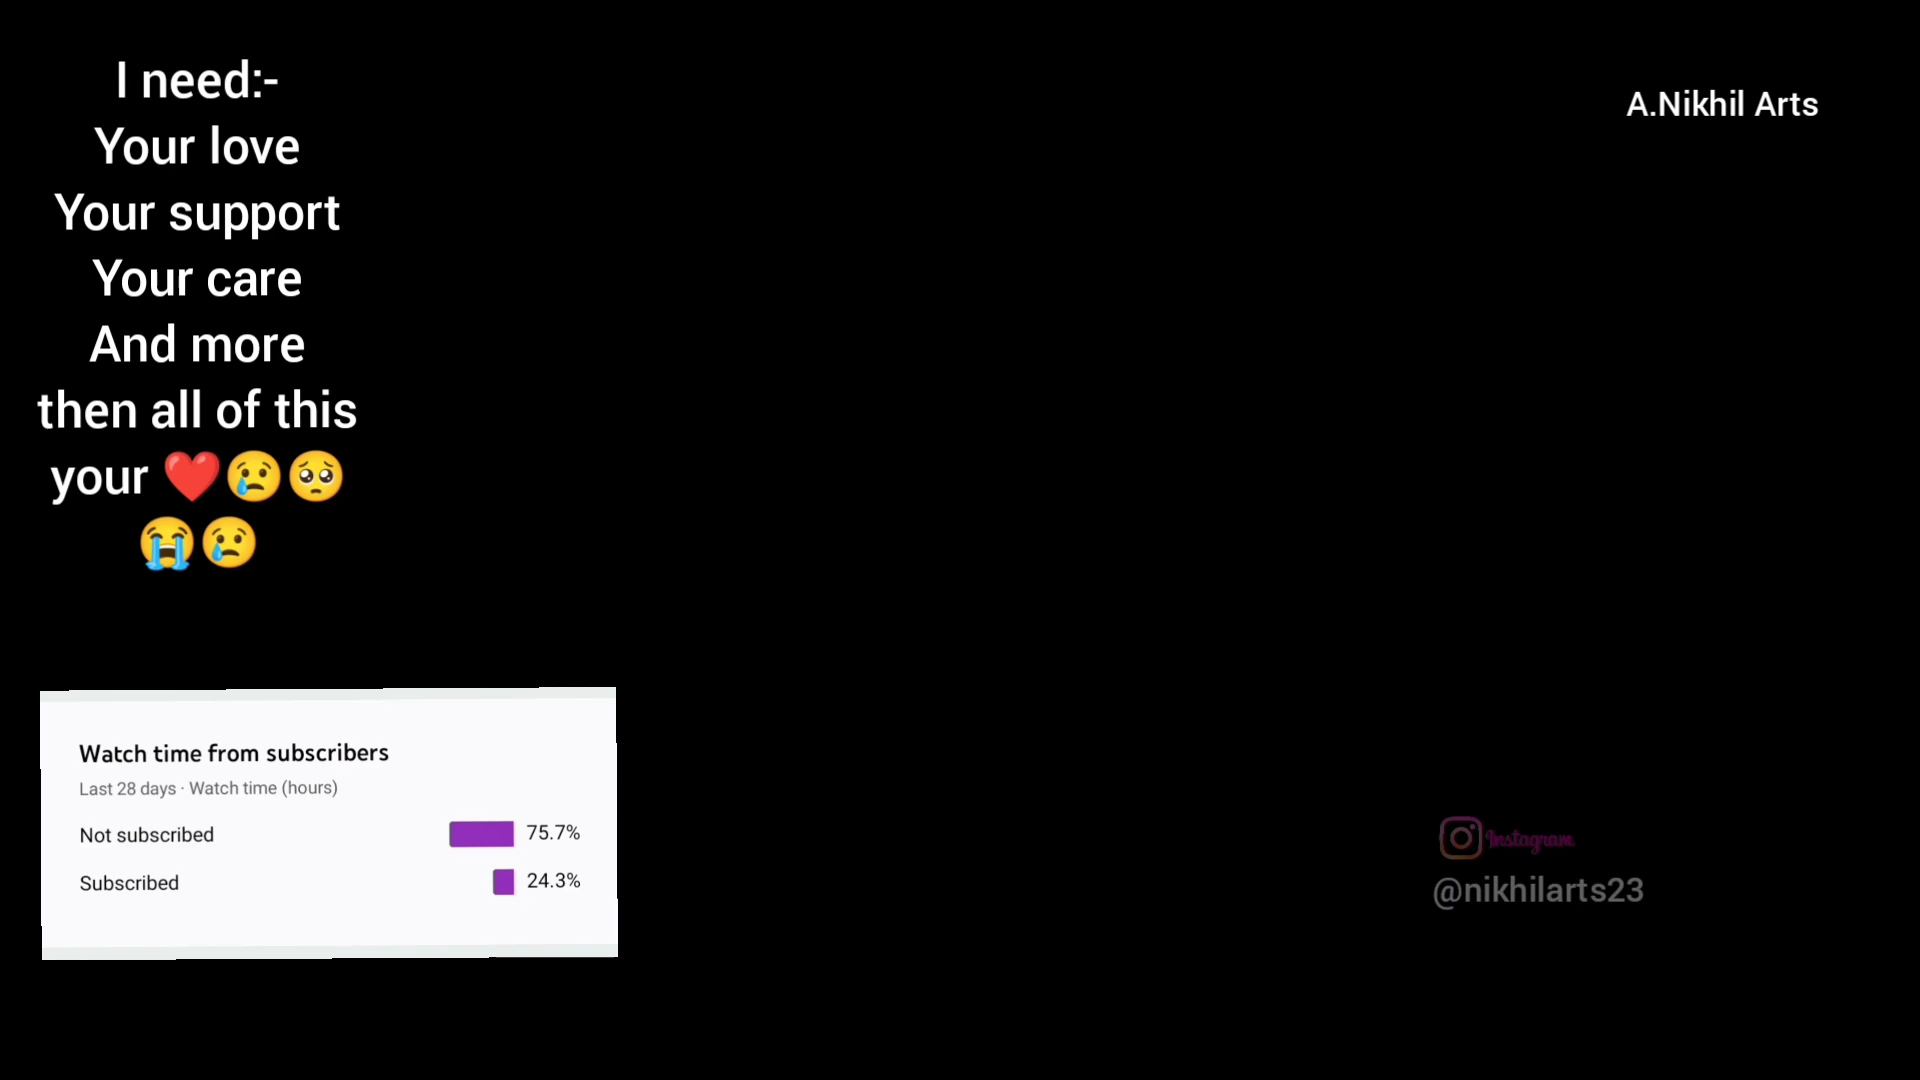 I need:-
Your love
Your support
Your care
And more
then all of this
your ❤️😢🥺
😭😢
A.Nikhil Arts
Watch time from subscribers
Last 28 days · Watch time (hours)
Not subscribed 75.7%
Subscribed 24.3%
Instagram
@nikhilarts23